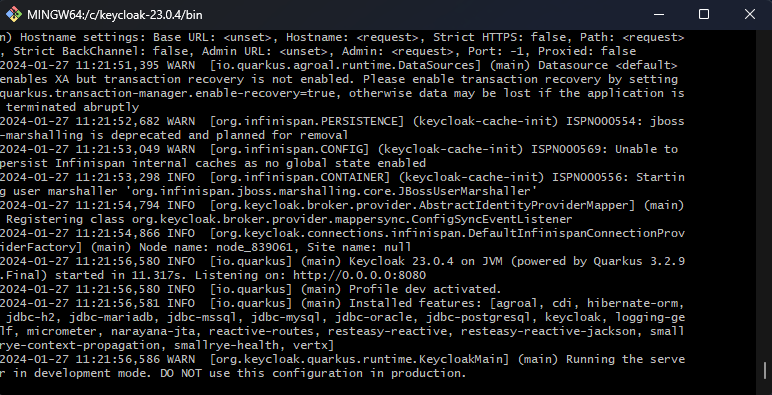 MINGW64:/c/keycloak-23.0.4/bin
n) Hostname settings: Base URL: <unset>, Hostname: <request>, Strict HTTPS: false, Path: <request>
, Strict BackChannel: false, Admin URL: <unset>, Admin: <request>, Port: -1, Proxied: false
2024-01-27 11:21:51,395 WARN  [io.quarkus.agroal.runtime.DataSources] (main) Datasource <default>
enables XA but transaction recovery is not enabled. Please enable transaction recovery by setting
quarkus.transaction-manager.enable-recovery=true, otherwise data may be lost if the application is
 terminated abruptly
2024-01-27 11:21:52,682 WARN  [org.infinispan.PERSISTENCE] (keycloak-cache-init) ISPN000554: jboss
-marshalling is deprecated and planned for removal
2024-01-27 11:21:53,049 WARN  [org.infinispan.CONFIG] (keycloak-cache-init) ISPN000569: Unable to
persist Infinispan internal caches as no global state enabled
2024-01-27 11:21:53,298 INFO  [org.infinispan.CONTAINER] (keycloak-cache-init) ISPN000556: Startin
g user marshaller 'org.infinispan.jboss.marshalling.core.JBossUserMarshaller'
2024-01-27 11:21:54,794 INFO  [org.keycloak.broker.provider.AbstractIdentityProviderMapper] (main)
 Registering class org.keycloak.broker.provider.mappersync.ConfigSyncEventListener
2024-01-27 11:21:54,866 INFO  [org.keycloak.connections.infinispan.DefaultInfinispanConnectionProv
iderFactory] (main) Node name: node_839061, Site name: null
2024-01-27 11:21:56,580 INFO  [io.quarkus] (main) Keycloak 23.0.4 on JVM (powered by Quarkus 3.2.9
.Final) started in 11.317s. Listening on: http://0.0.0.0:8080
2024-01-27 11:21:56,580 INFO  [io.quarkus] (main) Profile dev activated.
2024-01-27 11:21:56,581 INFO  [io.quarkus] (main) Installed features: [agroal, cdi, hibernate-orm,
 jdbc-h2, jdbc-mariadb, jdbc-mssql, jdbc-mysql, jdbc-oracle, jdbc-postgresql, keycloak, logging-ge
lf, micrometer, narayana-jta, reactive-routes, resteasy-reactive, resteasy-reactive-jackson, small
rye-context-propagation, smallrye-health, vertx]
2024-01-27 11:21:56,586 WARN  [org.keycloak.quarkus.runtime.KeycloakMain] (main) Running the serve
r in development mode. DO NOT use this configuration in production.